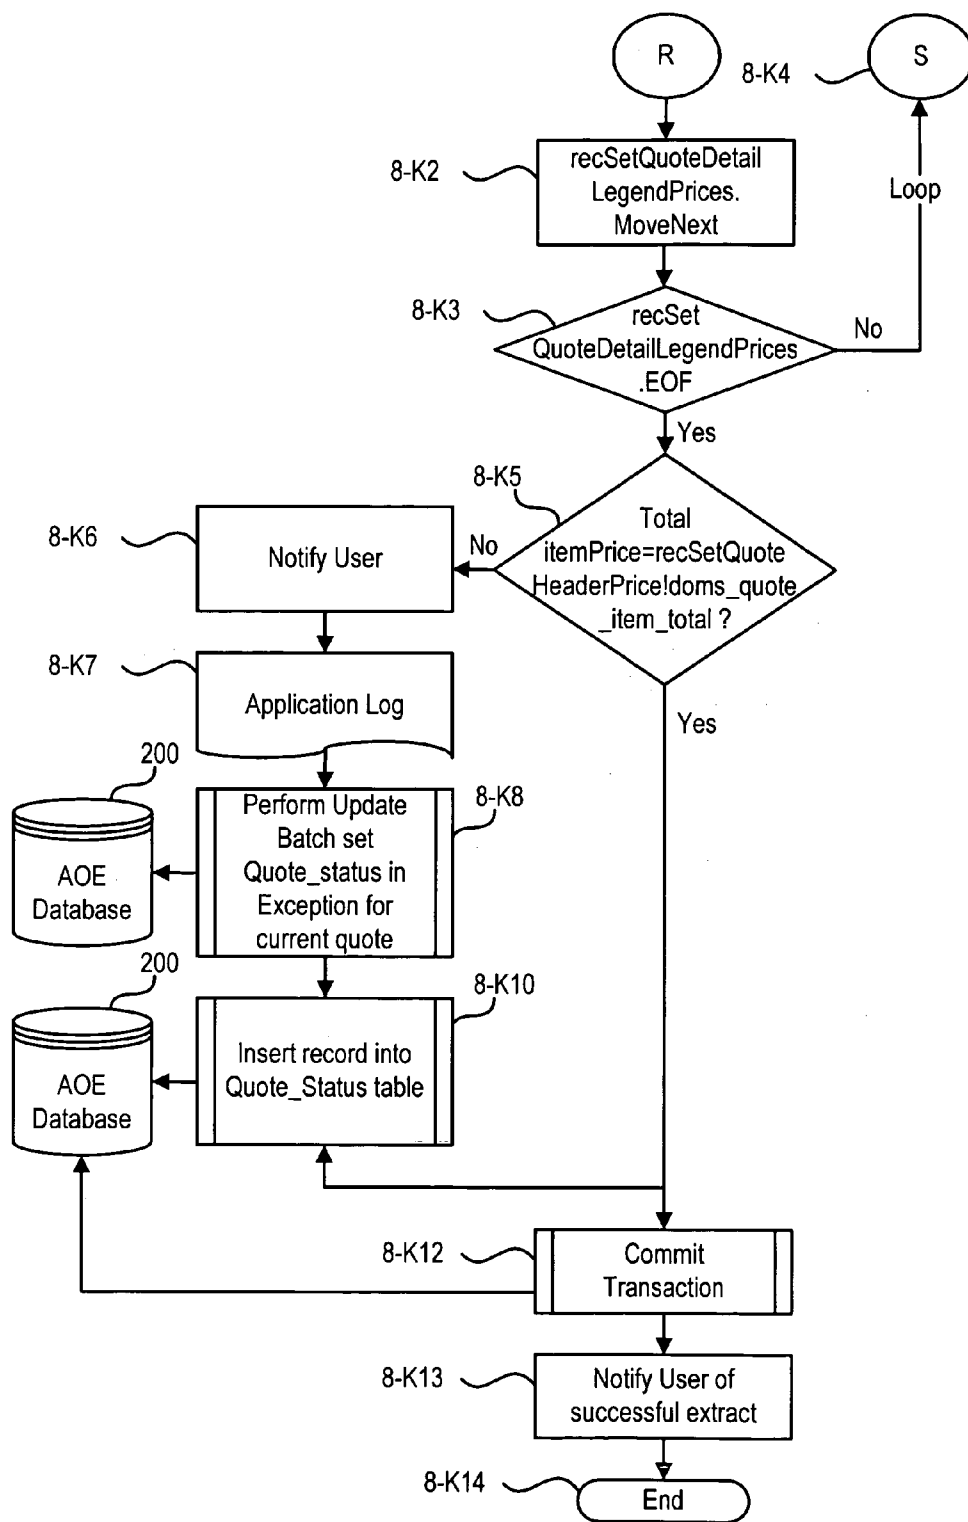 R
S
8-K4
8-K2
recSetQuoteDetail
LegendPrices.
MoveNext
Loop
8-K3
recSet
QuoteDetailLegendPrices
.EOF
No
Yes
8-K5
Total
itemPrice=recSetQuote
HeaderPrice!doms_quote
_item_total ?
No
Yes
8-K6
Notify User
8-K7
Application Log
200
AOE
Database
8-K8
Perform Update
Batch set
Quote_status in
Exception for
current quote
200
AOE
Database
8-K10
Insert record into
Quote_Status table
8-K12
Commit
Transaction
8-K13
Notify User of
successful extract
8-K14
End